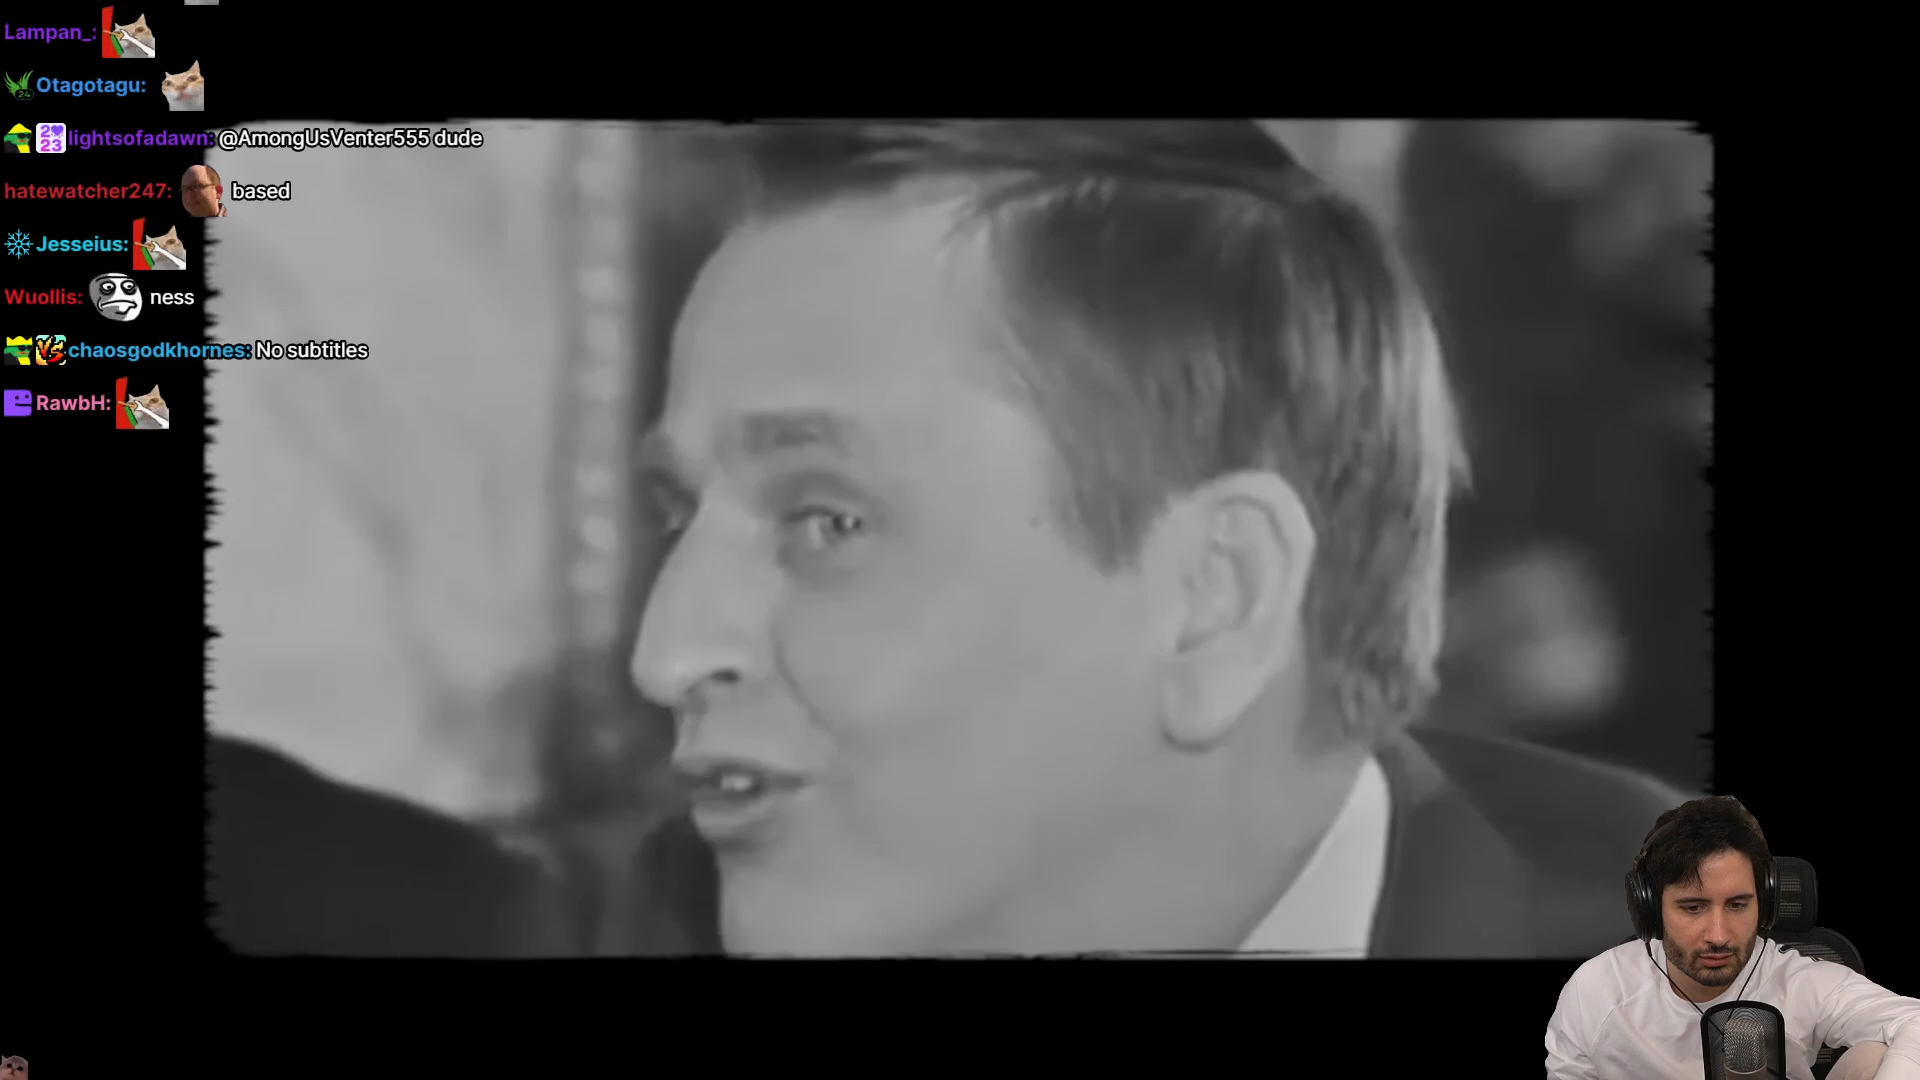 Lampan_:
Otagotagu:
lightsofadawn: @AmongUsVenter555 dude
hatewatcher247: based
Jesseius:
Wuollis: ness
chaosgodkhornes: No subtitles
RawbH: